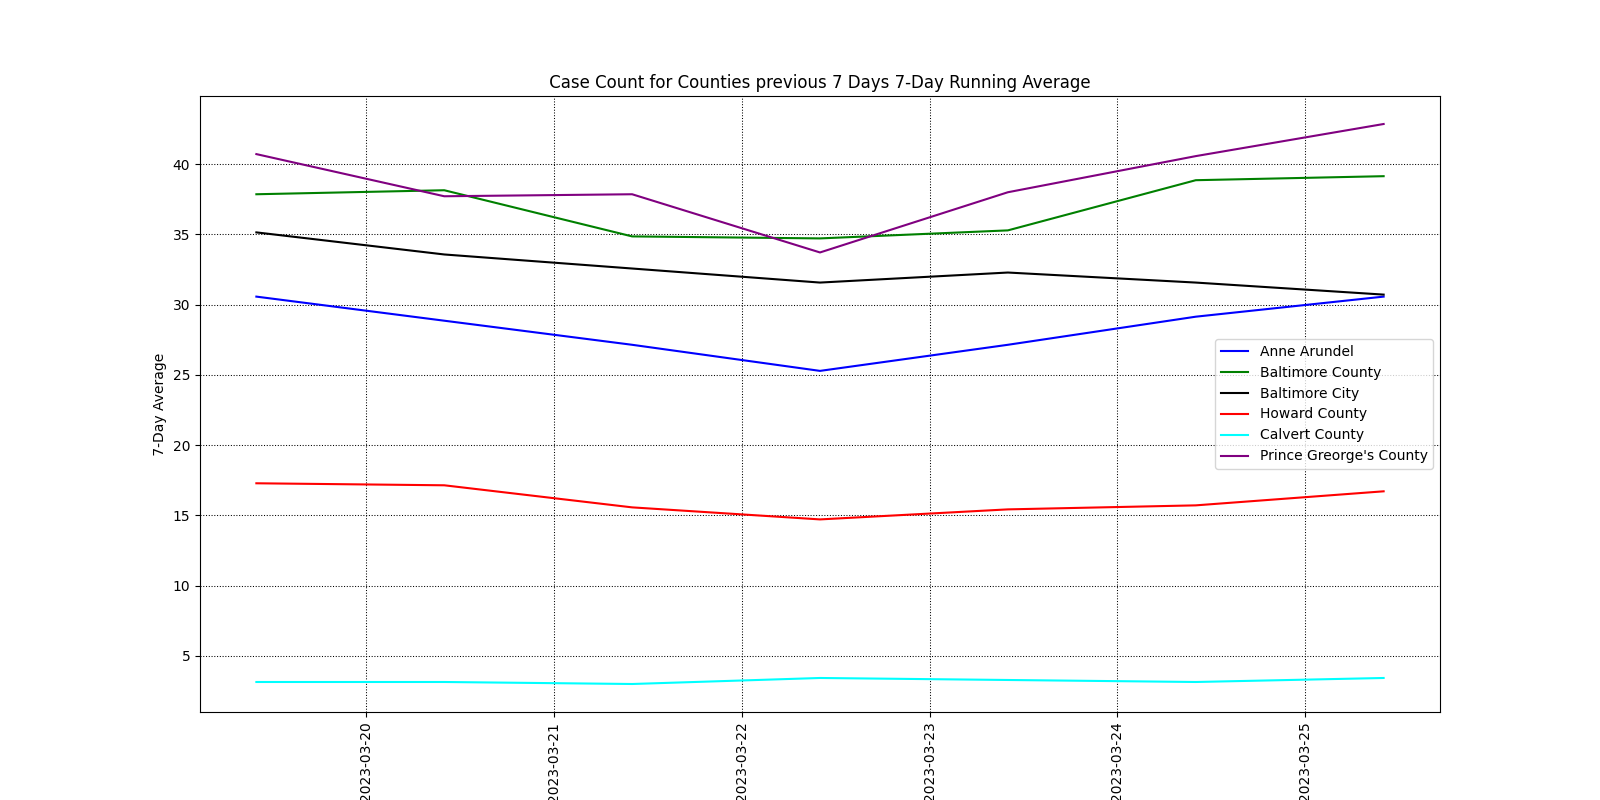 Case Count for Counties previous 7 Days 7-Day Running Average
7-Day Average
40
35
30
25
20
15
10
5
Anne Arundel
Baltimore County
Baltimore City
Howard County
Calvert County
Prince Greorge's County
2023-03-20
2023-03-21
2023-03-22
2023-03-23
2023-03-24
2023-03-25